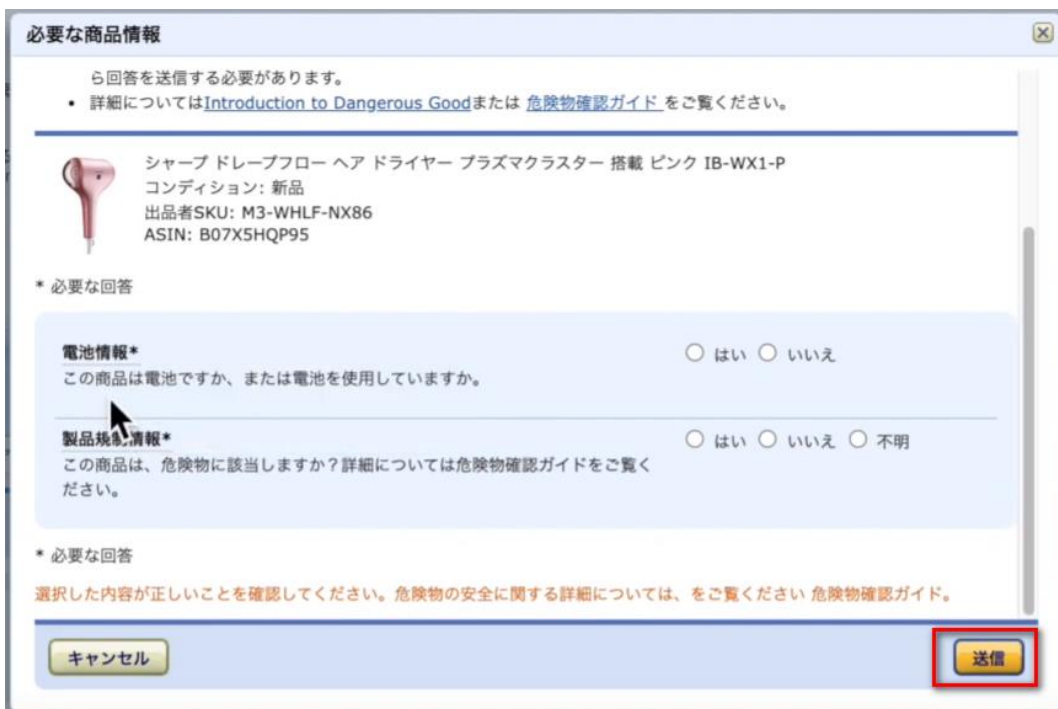 必要な商品情報
ら回答を送信する必要があります。
• 詳細についてはIntroduction to Dangerous Goodまたは 危険物確認ガイド をご覧ください。
シャープ ドレープフロー ヘア ドライヤー プラズマクラスター 搭載 ピンク IB-WX1-P
コンディション: 新品
出品者SKU: M3-WHLF-NX86
ASIN: B07X5HQP95
* 必要な回答
電池情報*
はい いいえ
この商品は電池ですか、または電池を使用していますか。
製品規制情報*
はい いいえ 不明
この商品は、危険物に該当しますか？詳細については危険物確認ガイドをご覧く
ださい。
* 必要な回答
選択した内容が正しいことを確認してください。危険物の安全に関する詳細については、をご覧ください 危険物確認ガイド。
キャンセル
送信